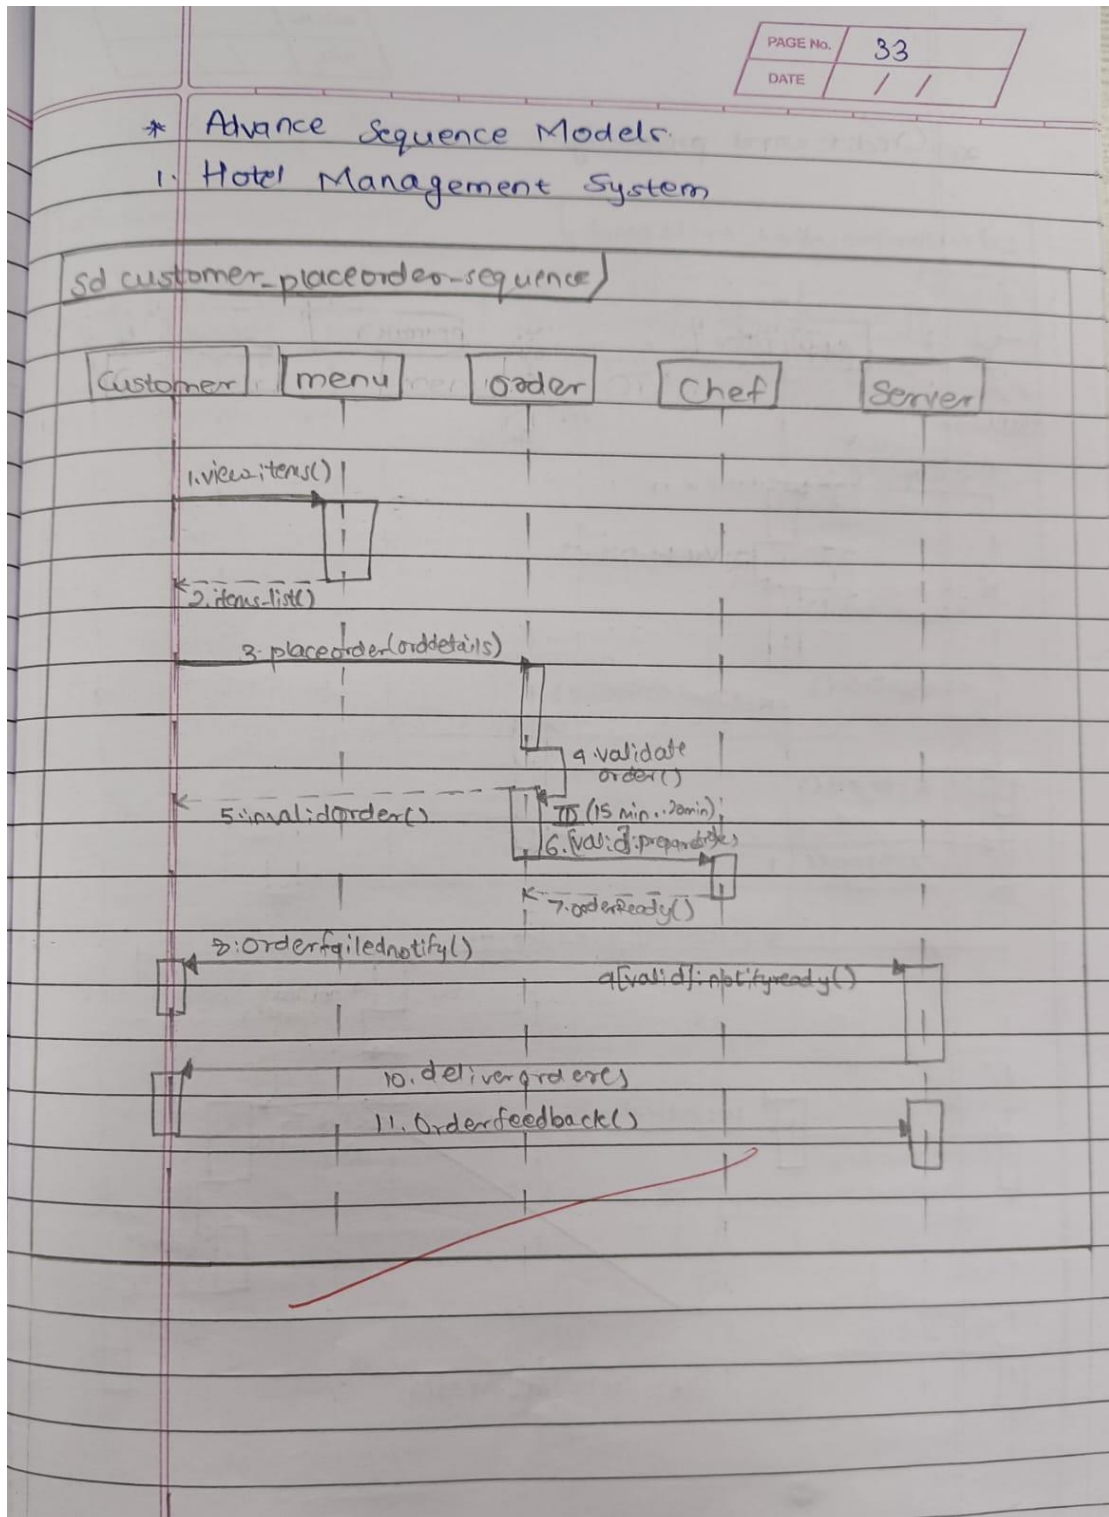 PAGE No. 33
DATE / /
* Advance Sequence Models.
1. Hotel Management System
sd customer_placeorder-sequence
Customer menu order Chef Server
1.viewitems()
2.items-list()
3.placeorder(orddetails)
4.validate
order()
5:invalidorder()
(15 min..20min)
6.[valid]:
7.orderReady()
8:orderfailednotify()
9[valid]:notifyready()
10.deliverorder()
11.Orderfeedback()